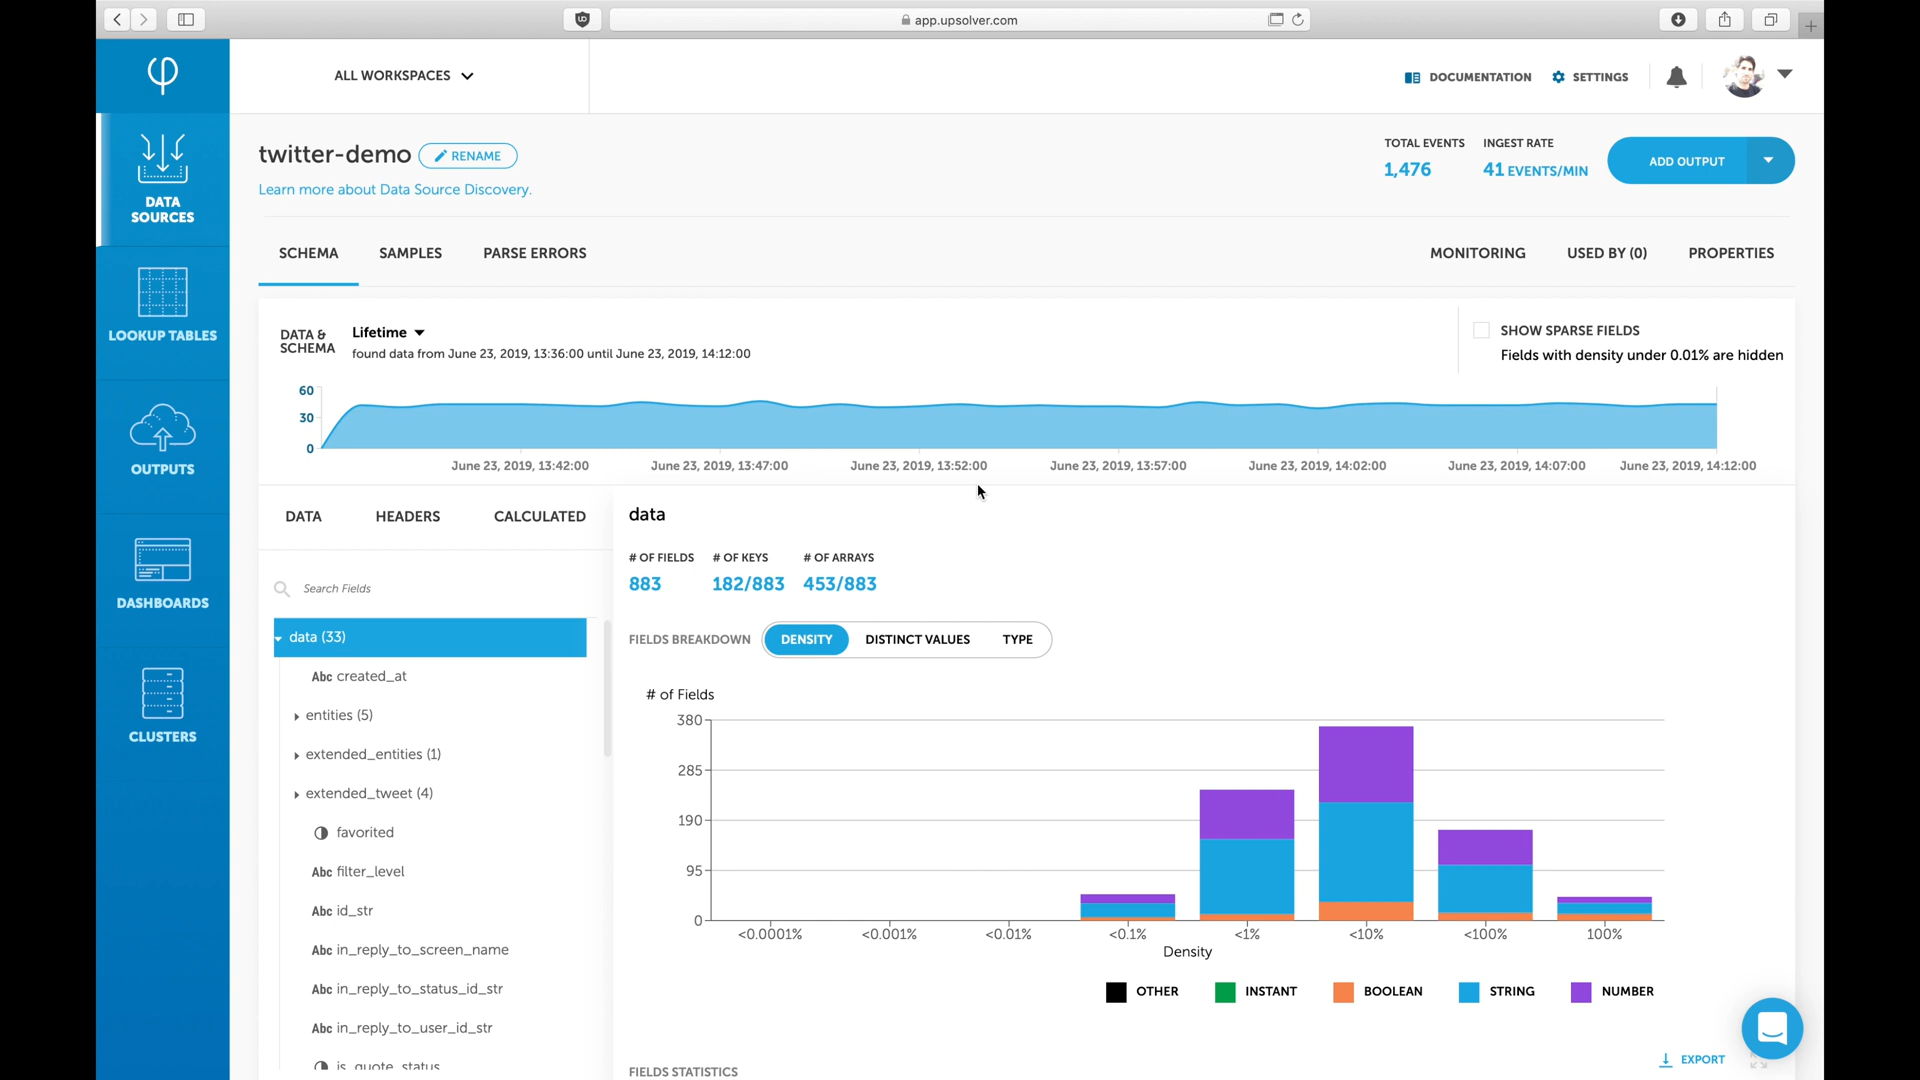 app.upsolver.com
ALL WORKSPACES
DOCUMENTATION
SETTINGS
twitter-demo
RENAME
Learn more about Data Source Discovery.
TOTAL EVENTS
1,476
INGEST RATE
41 EVENTS/MIN
ADD OUTPUT
DATA
SOURCES
LOOKUP TABLES
OUTPUTS
DASHBOARDS
CLUSTERS
SCHEMA
SAMPLES
PARSE ERRORS
MONITORING
USED BY (0)
PROPERTIES
DATA &
SCHEMA
Lifetime
found data from June 23, 2019, 13:36:00 until June 23, 2019, 14:12:00
SHOW SPARSE FIELDS
Fields with density under 0.01% are hidden
60
30
0
June 23, 2019, 13:42:00
June 23, 2019, 13:47:00
June 23, 2019, 13:52:00
June 23, 2019, 13:57:00
June 23, 2019, 14:02:00
June 23, 2019, 14:07:00
June 23, 2019, 14:12:00
DATA
HEADERS
CALCULATED
Search Fields
data (33)
Abc created_at
entities (5)
extended_entities (1)
extended_tweet (4)
favorited
Abc filter_level
Abc id_str
Abc in_reply_to_screen_name
Abc in_reply_to_status_id_str
Abc in_reply_to_user_id_str
is_quote_status
data
# OF FIELDS
883
# OF KEYS
182/883
# OF ARRAYS
453/883
FIELDS BREAKDOWN
DENSITY
DISTINCT VALUES
TYPE
# of Fields
380
285
190
95
0
<0.0001%
<0.001%
<0.01%
<0.1%
<1%
<10%
<100%
100%
Density
OTHER
INSTANT
BOOLEAN
STRING
NUMBER
EXPORT
FIELDS STATISTICS